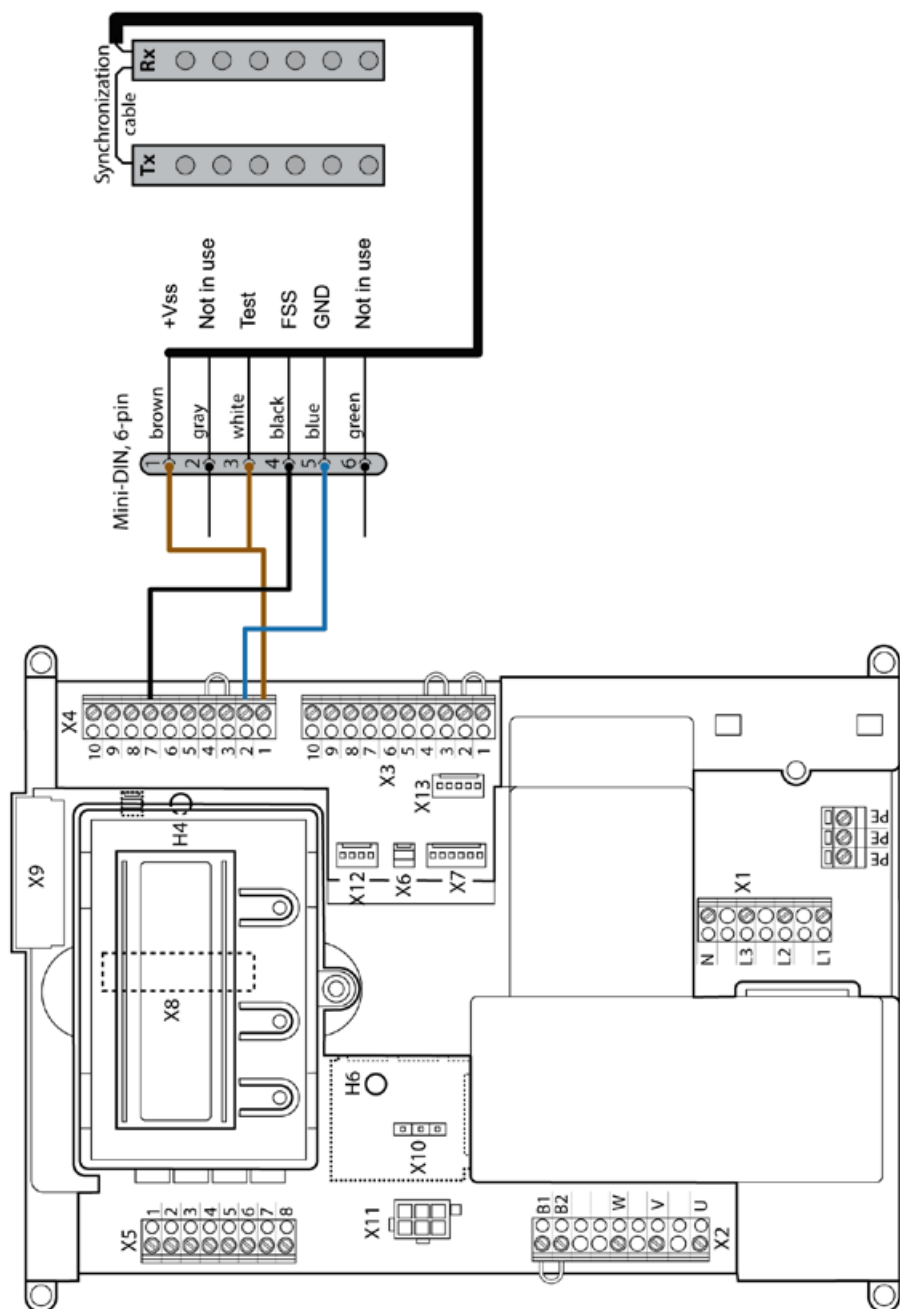 Synchronization
cable
Rx
Tx
+Vss
Not in use
Test
FSS
GND
Not in use
brown
gray
white
black
blue
green
Mini-DIN, 6-pin
1
2
3
4
5
6
X4
10
9
8
7
6
5
4
3
2
1
10
9
8
7
6
5
4
3
2
1
X3
X13
X9
H4
X12
X6
X7
X8
PE
PE
PE
X1
N
L3
L2
L1
H6
X10
X5
1
2
3
4
5
6
7
8
X11
B1
B2
W
V
U
X2